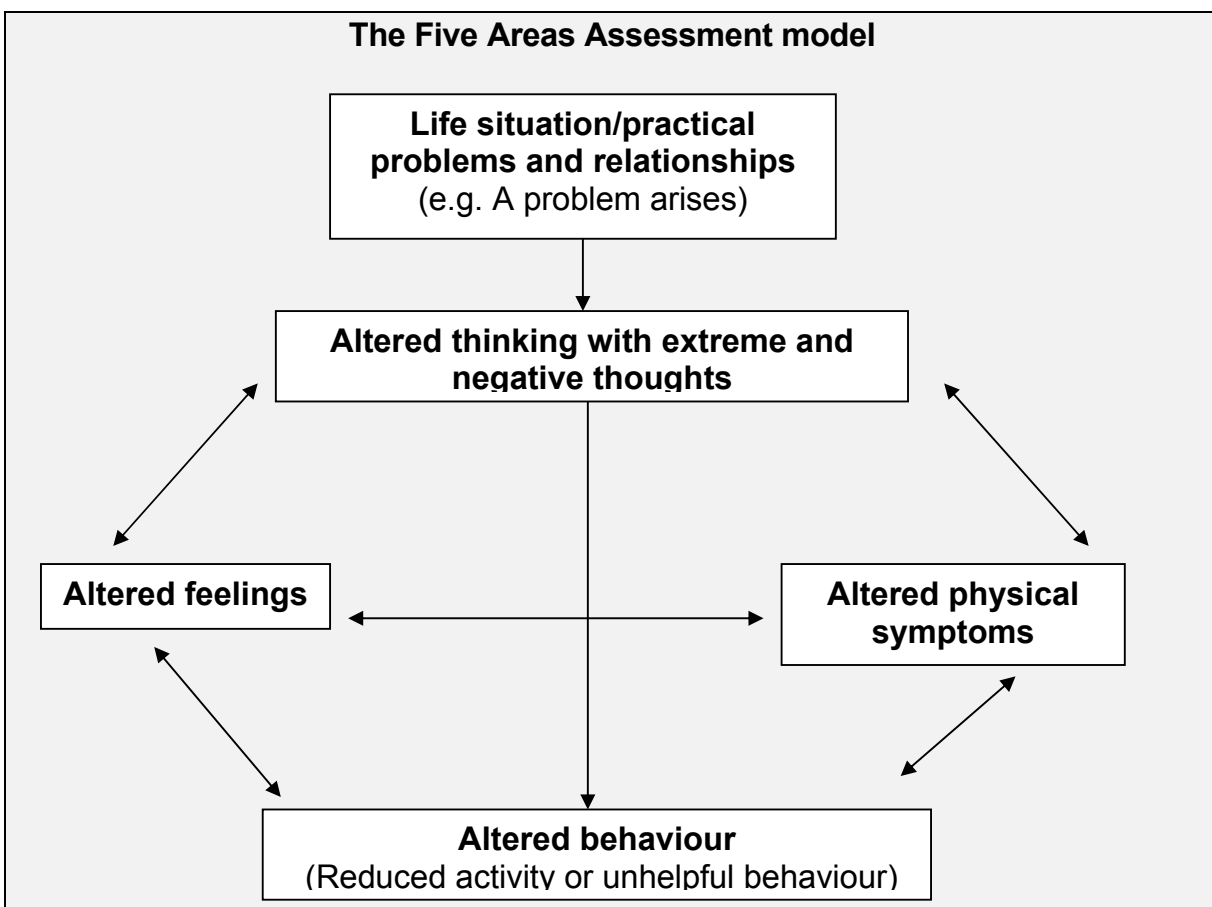 The Five Areas Assessment model
Life situation/practical
problems and relationships
(e.g. A problem arises)
Altered thinking with extreme and
negative thoughts
Altered feelings
Altered physical
symptoms
Altered behaviour
(Reduced activity or unhelpful behaviour)